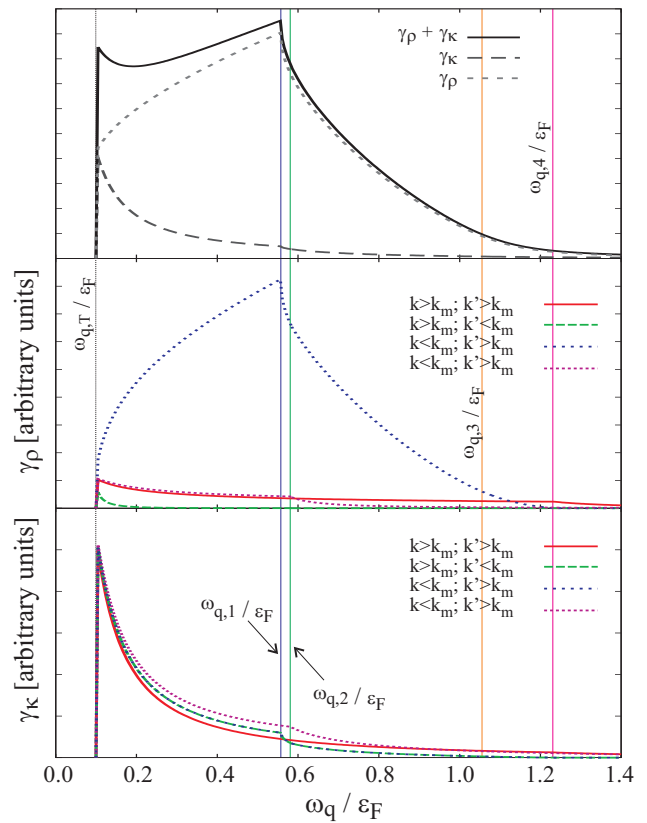 γρ + γκ
γκ
γρ
ωq,4 / εF
ωq,T / εF
γρ [arbitrary units]
k>km; k'>km
k>km; k'<km
k<km; k'>km
k<km; k'>km
ωq,3 / εF
γκ [arbitrary units]
k>km; k'>km
k>km; k'<km
k<km; k'>km
k<km; k'>km
ωq,1 / εF
ωq,2 / εF
0.0 0.2 0.4 0.6 0.8 1.0 1.2 1.4
ωq / εF